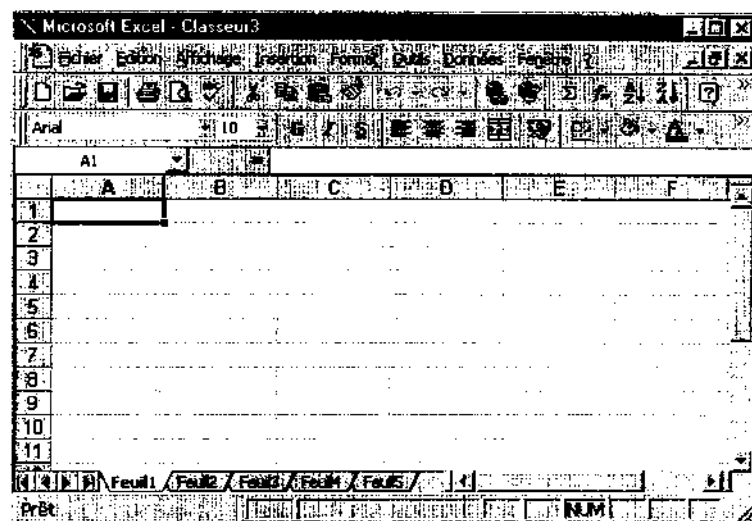 Microsoft Excel - Classeur3
Fichier Edition Affichage Insertion Format Outils Données Fenêtre ?
Arial 10 G I S
A1 =
A B C D E F
1
2
3
4
5
6
7
8
9
10
11
Feuil1 Feuil2 Feuil3 Feuil4 Feuil5
Prêt NUM